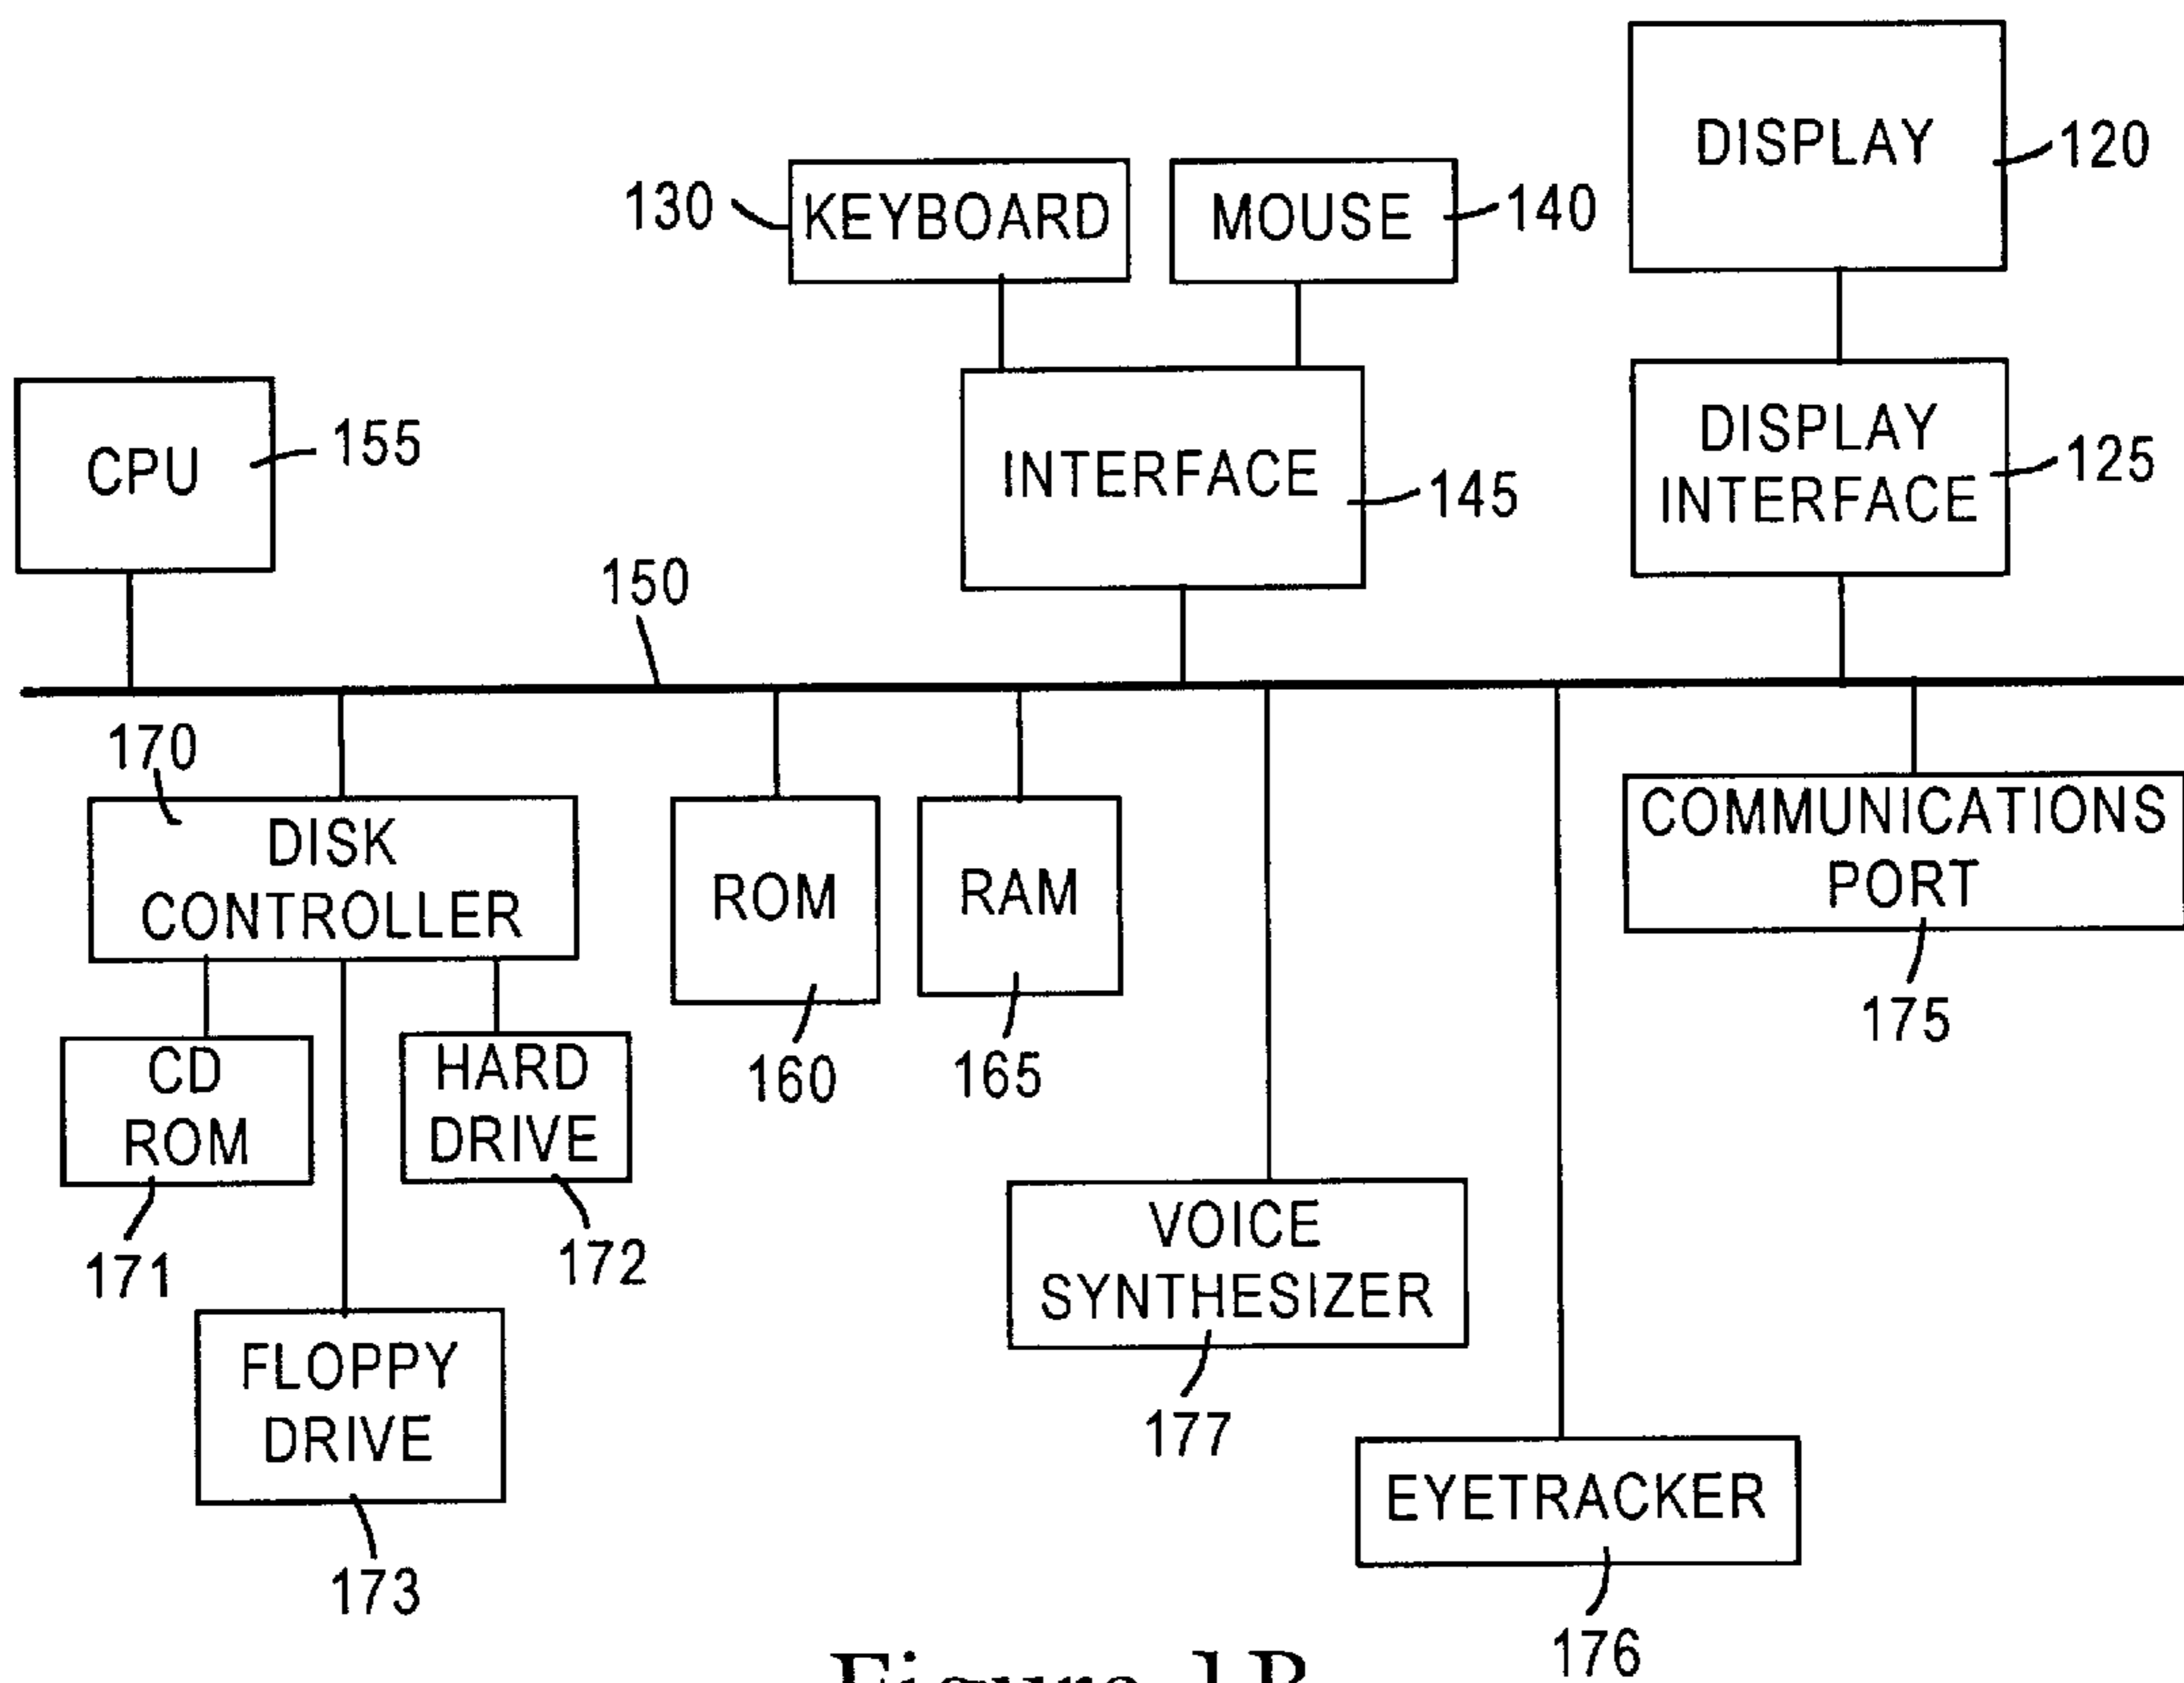 DISPLAY
120
130
KEYBOARD
MOUSE
140
CPU
155
INTERFACE
145
DISPLAY
INTERFACE
125
150
170
DISK
CONTROLLER
ROM
160
RAM
165
COMMUNICATIONS
PORT
175
CD
ROM
171
HARD
DRIVE
172
FLOPPY
DRIVE
173
VOICE
SYNTHESIZER
177
EYETRACKER
176
Figure 1B